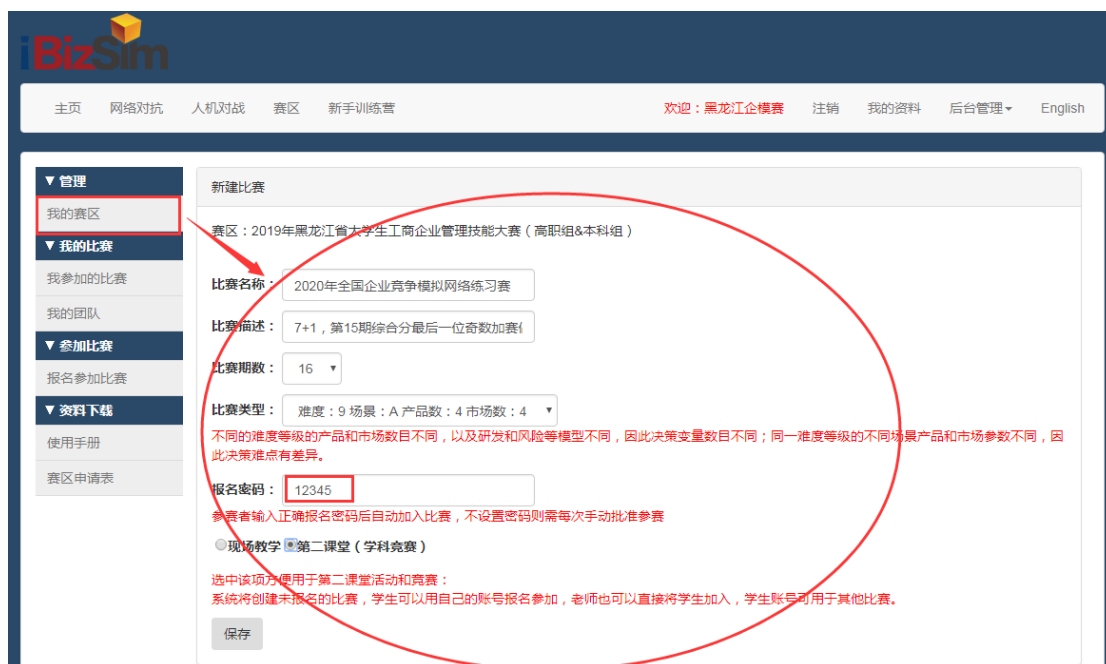 iBizSim
主页 网络对抗 人机对战 赛区 新手训练营 欢迎：黑龙江企模赛 注销 我的资料 后台管理 English
▼ 管理
我的赛区
▼ 我的比赛
我参加的比赛
我的团队
▼ 参加比赛
报名参加比赛
▼ 资料下载
使用手册
赛区申请表
新建比赛
赛区：2019年黑龙江省大学生工商企业管理技能大赛（高职组&本科组）
比赛名称： 2020年全国企业竞争模拟网络练习赛
比赛描述： 7+1，第15期综合分最后一位奇数加赛
比赛期数： 16
比赛类型： 难度：9 场景：A 产品数：4 市场数：4
不同的难度等级的产品和市场数目不同，以及研发和风险等模型不同，因此决策变量数目不同；同一难度等级的不同场景产品和市场参数不同，因
此决策难点有差异。
报名密码： 12345
参赛者输入正确报名密码后自动加入比赛，不设置密码则需每次手动批准参赛
现场教学 第二课堂（学科竞赛）
选中该项方便用于第二课堂活动和竞赛：
系统将创建未报名的比赛，学生可以用自己的账号报名参加，老师也可以直接将学生加入，学生账号可用于其他比赛。
保存